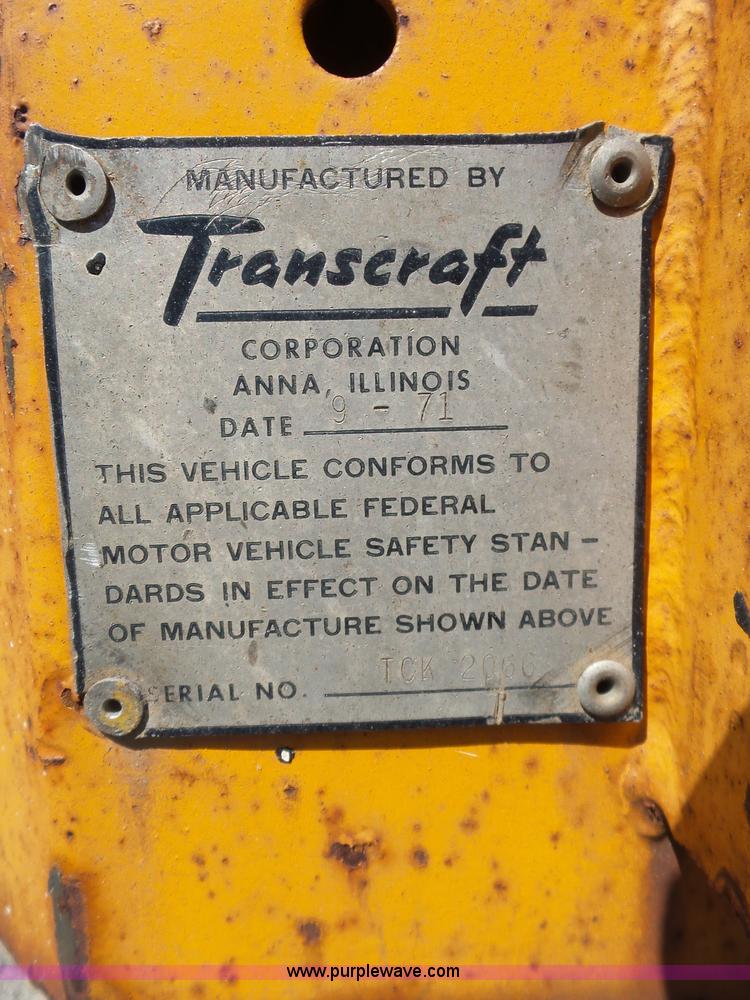 MANUFACTURED BY
Transcraft
CORPORATION
ANNA, ILLINOIS
DATE 9 - 71
THIS VEHICLE CONFORMS TO
ALL APPLICABLE FEDERAL
MOTOR VEHICLE SAFETY STAN -
DARDS IN EFFECT ON THE DATE
OF MANUFACTURE SHOWN ABOVE
SERIAL NO. TCK
www.purplewave.com